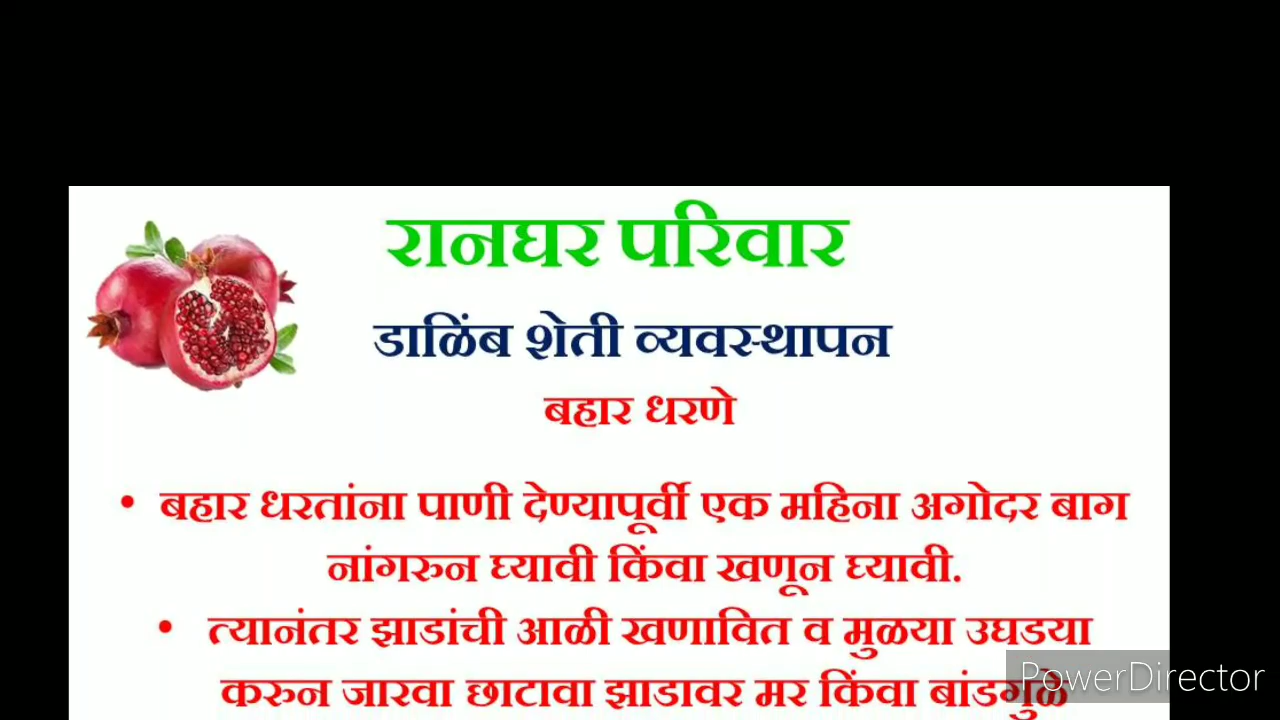 रानघर परिवार
डाळिंब शेती व्यवस्थापन
बहार धरणे
• बहार धरतांना पाणी देण्यापूर्वी एक महिना अगोदर बाग
नांगरुन घ्यावी किंवा खणून घ्यावी.
• त्यानंतर झाडांची आळी खणावित व मुळया उघडया
करुन जारवा छाटावा झाडावर मर किंवा बांडगुळे
PowerDirector